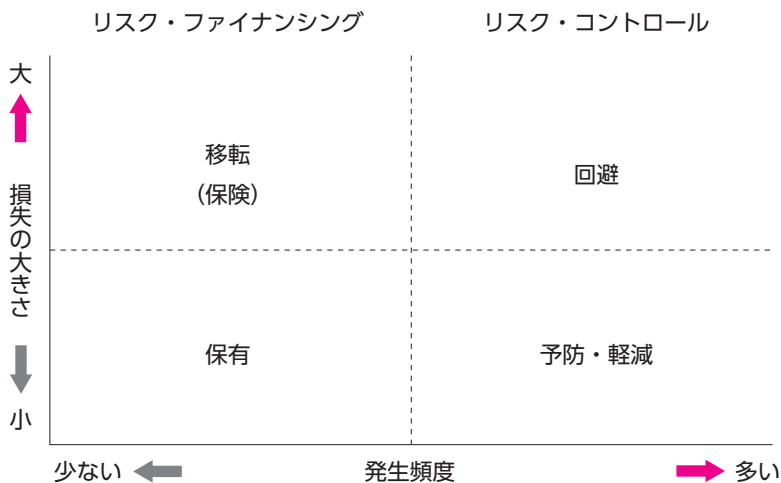 リスク・ファイナンシング
リスク・コントロール
大
損失の大きさ
小
移転
(保険)
回避
保有
予防・軽減
少ない
発生頻度
多い